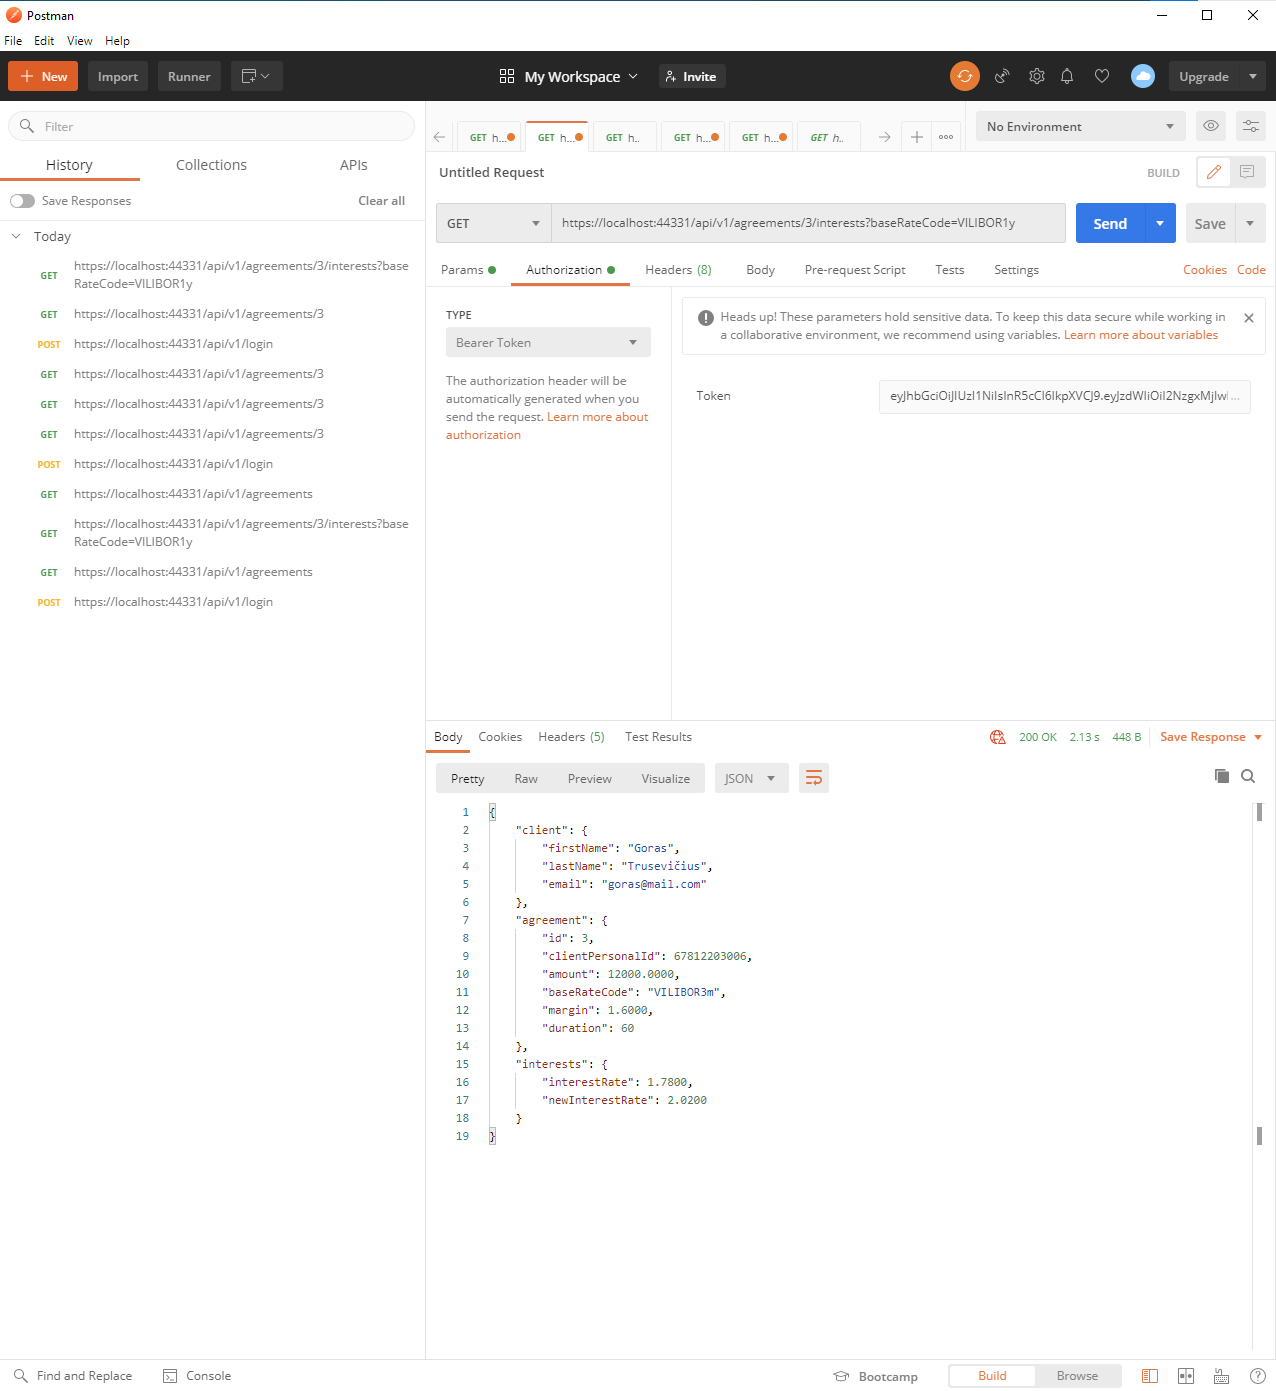 Postman
File Edit View Help
New Import Runner My Workspace Invite Upgrade
Filter
History Collections APIs
Save Responses Clear all
Today
GET https://localhost:44331/api/v1/agreements/3/interests?base
RateCode=VILIBOR1y
GET https://localhost:44331/api/v1/agreements/3
POST https://localhost:44331/api/v1/login
GET https://localhost:44331/api/v1/agreements/3
GET https://localhost:44331/api/v1/agreements/3
GET https://localhost:44331/api/v1/agreements/3
POST https://localhost:44331/api/v1/login
GET https://localhost:44331/api/v1/agreements
GET https://localhost:44331/api/v1/agreements/3/interests?base
RateCode=VILIBOR1y
GET https://localhost:44331/api/v1/agreements
POST https://localhost:44331/api/v1/login
GET h... GET h... GET h.. GET h... GET h... GET h.. No Environment
Untitled Request BUILD
GET https://localhost:44331/api/v1/agreements/3/interests?baseRateCode=VILIBOR1y Send Save
Params Authorization Headers (8) Body Pre-request Script Tests Settings Cookies Code
TYPE
Bearer Token
The authorization header will be
automatically generated when you
send the request. Learn more about
authorization
Heads up! These parameters hold sensitive data. To keep this data secure while working in
a collaborative environment, we recommend using variables. Learn more about variables
Token
Body Cookies Headers (5) Test Results 200 OK 2.13 s 448 B Save Response
Pretty Raw Preview Visualize JSON
1 {
2 "client": {
3 "firstName": "Goras",
4 "lastName": "Trusevičius",
5 "email": "goras@mail.com"
6 },
7 "agreement": {
8 "id": 3,
9 "clientPersonalId": 67812203006,
10 "amount": 12000.0000,
11 "baseRateCode": "VILIBOR3m",
12 "margin": 1.6000,
13 "duration": 60
14 },
15 "interests": {
16 "interestRate": 1.7800,
17 "newInterestRate": 2.0200
18 }
19 }
Find and Replace Console Bootcamp Build Browse